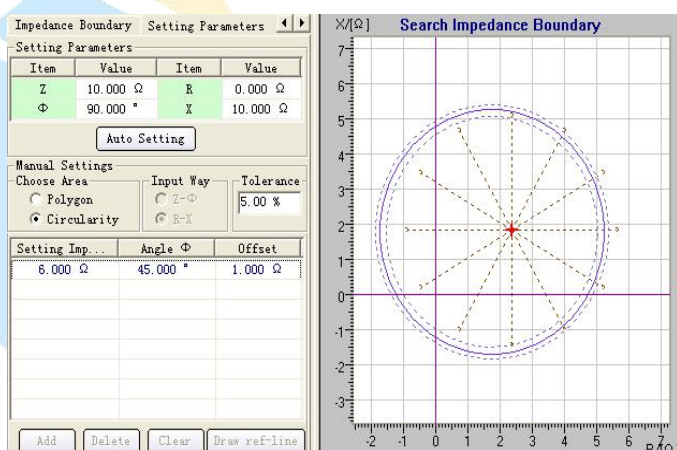 Impedance Boundary Setting Parameters
Setting Parameters
Item Value Item Value
Z 10.000 Ω R 0.000 Ω
Φ 90.000 ° X 10.000 Ω
Auto Setting
Manual Settings
Choose Area Input Way Tolerance
Polygon Z-Φ 5.00 %
Circularity R-X
Setting Imp... Angle Φ Offset
6.000 Ω 45.000 ° 1.000 Ω
Add Delete Clear Draw ref-line
X/[Ω] Search Impedance Boundary
7
6
5
4
3
2
1
0
-1
-2
-3
-2 -1 0 1 2 3 4 5 6 7